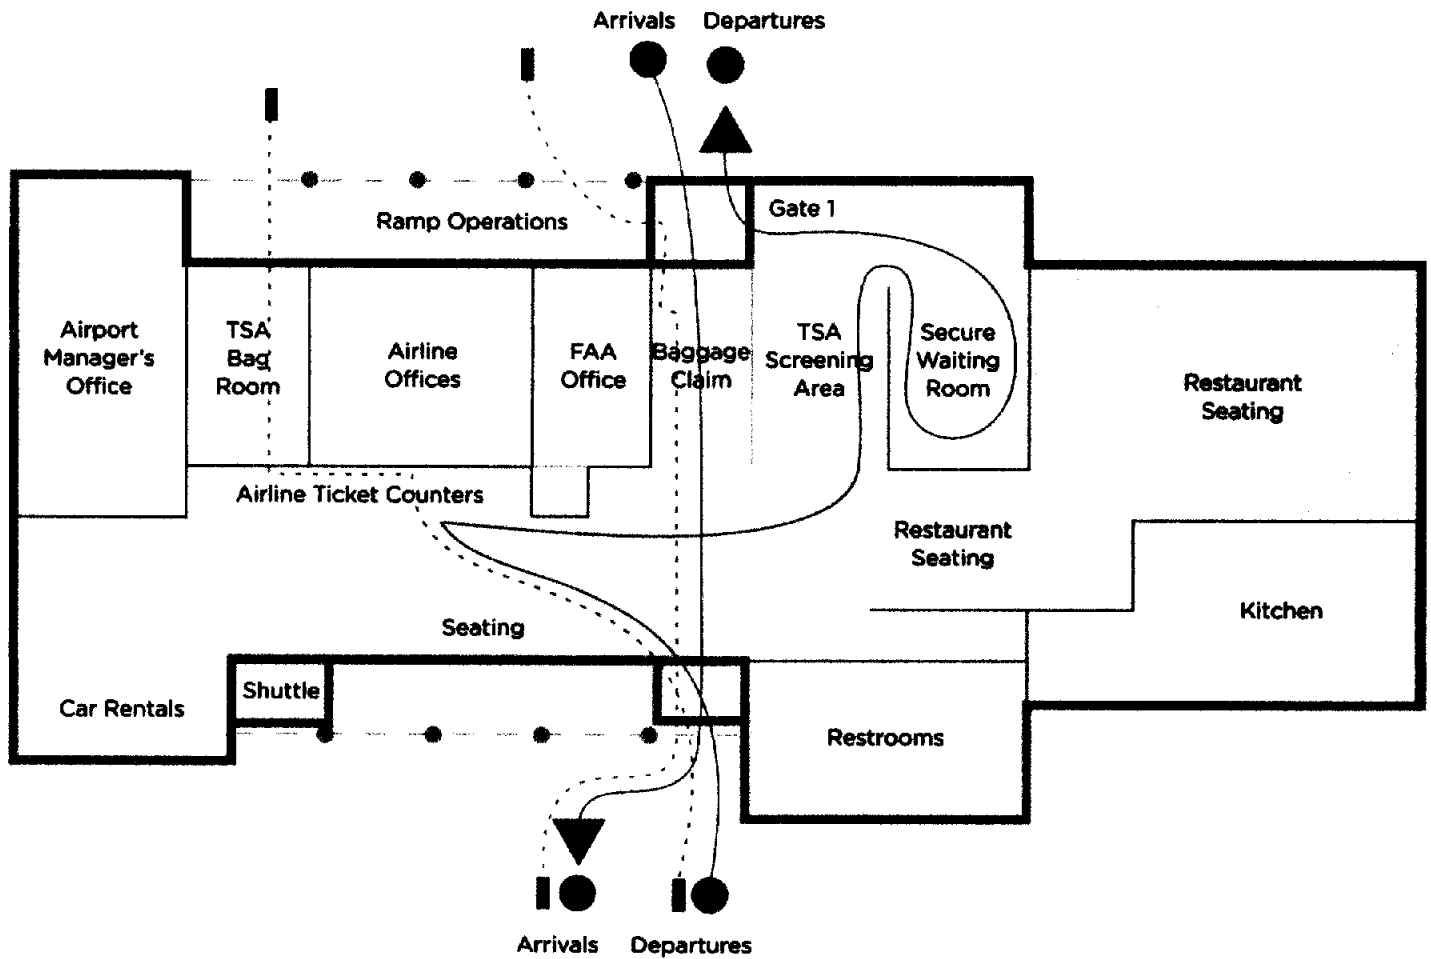 Arrivals Departures
Ramp Operations
Gate 1
Airport
Manager's
Office
TSA
Bag
Room
Airline
Offices
FAA
Office
Baggage
Claim
TSA
Screening
Area
Secure
Waiting
Room
Restaurant
Seating
Airline Ticket Counters
Restaurant
Seating
Kitchen
Seating
Shuttle
Car Rentals
Restrooms
Arrivals Departures